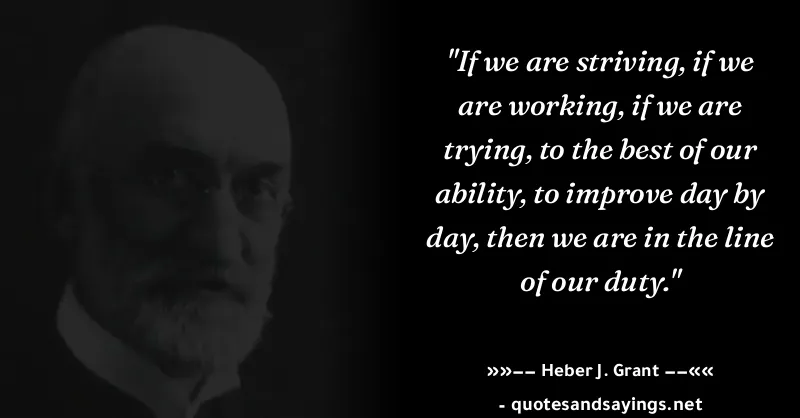 "If we are striving, if we
are working, if we are
trying, to the best of our
ability, to improve day by
day, then we are in the line
of our duty."
»»−− Heber J. Grant −−««
- quotesandsayings.net